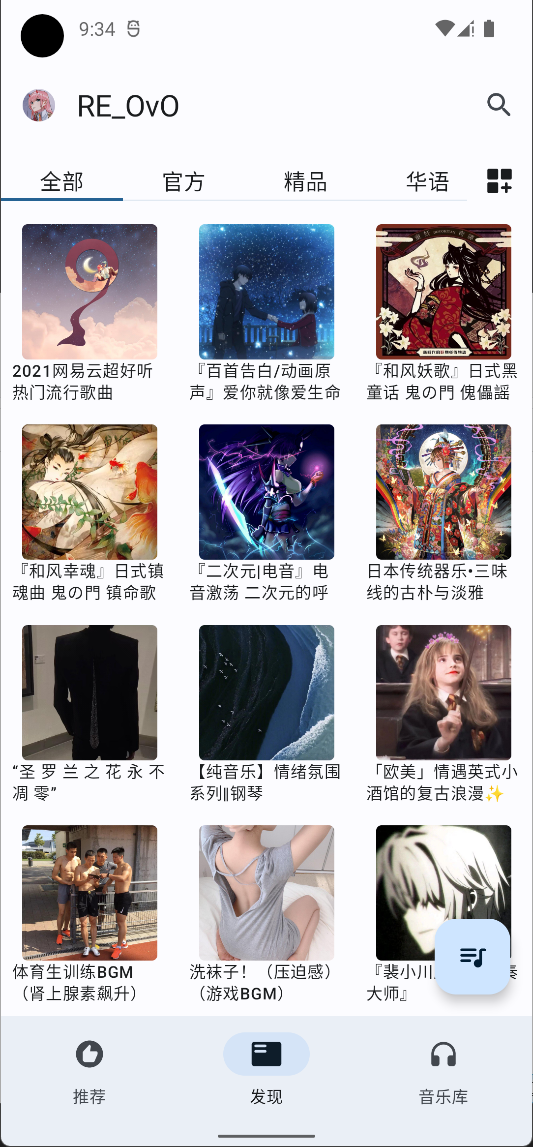 9:34
RE_OvO
全部 官方 精品 华语
2021网易云超好听
热门流行歌曲
『百首告白/动画原
声』爱你就像爱生命
『和风妖歌』日式黑
童话 鬼の門 傀儡謡
『和风幸魂』日式镇
魂曲 鬼の門 镇命歌
『二次元|电音』电
音激荡 二次元的呼
日本传统器乐•三味
线的古朴与淡雅
“圣 罗 兰 之 花 永 不
凋 零”
【纯音乐】情绪氛围
系列‖钢琴
「欧美」情遇英式小
酒馆的复古浪漫✨
体育生训练BGM
（肾上腺素飙升）
洗袜子！（压迫感）
（游戏BGM）
『裴小川
大师』
推荐 发现 音乐库